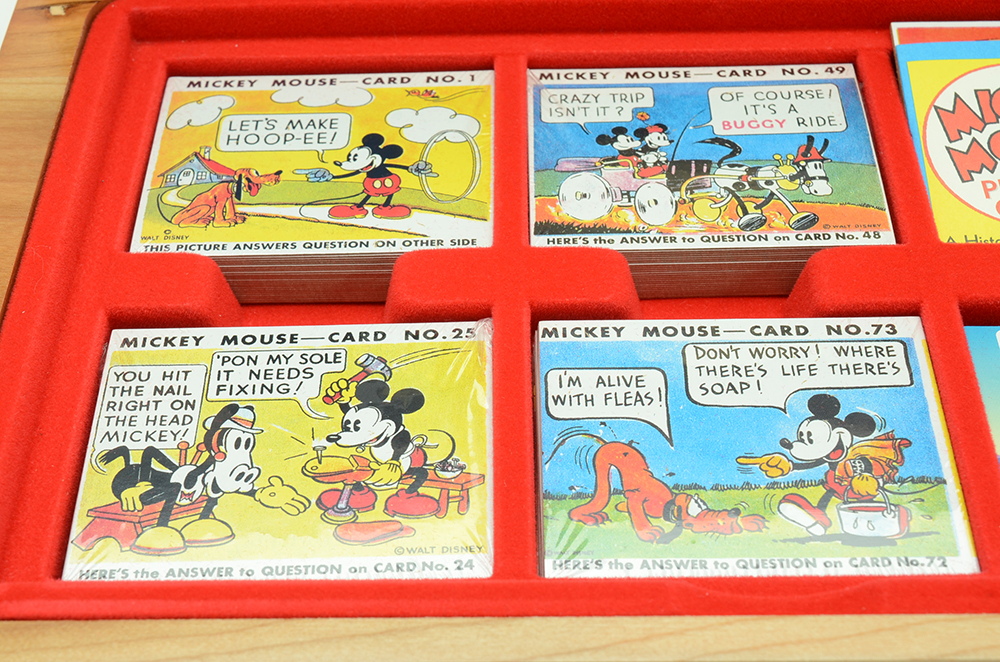 MICKEY MOUSE—CARD NO. 1
LET'S MAKE
HOOP-EE!
© WALT DISNEY
THIS PICTURE ANSWERS QUESTION ON OTHER SIDE
MICKEY MOUSE—CARD NO. 49
CRAZY TRIP
ISN'T IT?
OF COURSE!
IT'S A
BUGGY RIDE.
© WALT DISNEY
HERE'S the ANSWER to QUESTION on CARD No. 48
A Histo
MICKEY MOUSE—CARD NO. 25
YOU HIT
THE NAIL
RIGHT ON
THE HEAD
MICKEY!
'PON MY SOLE
IT NEEDS
FIXING!
© WALT DISNEY
HERE'S the ANSWER to QUESTION on CARD No. 24
MICKEY MOUSE—CARD NO. 73
I'M ALIVE
WITH FLEAS!
DON'T WORRY! WHERE
THERE'S LIFE THERE'S
SOAP!
HERE'S the ANSWER to QUESTION on CARD No. 72